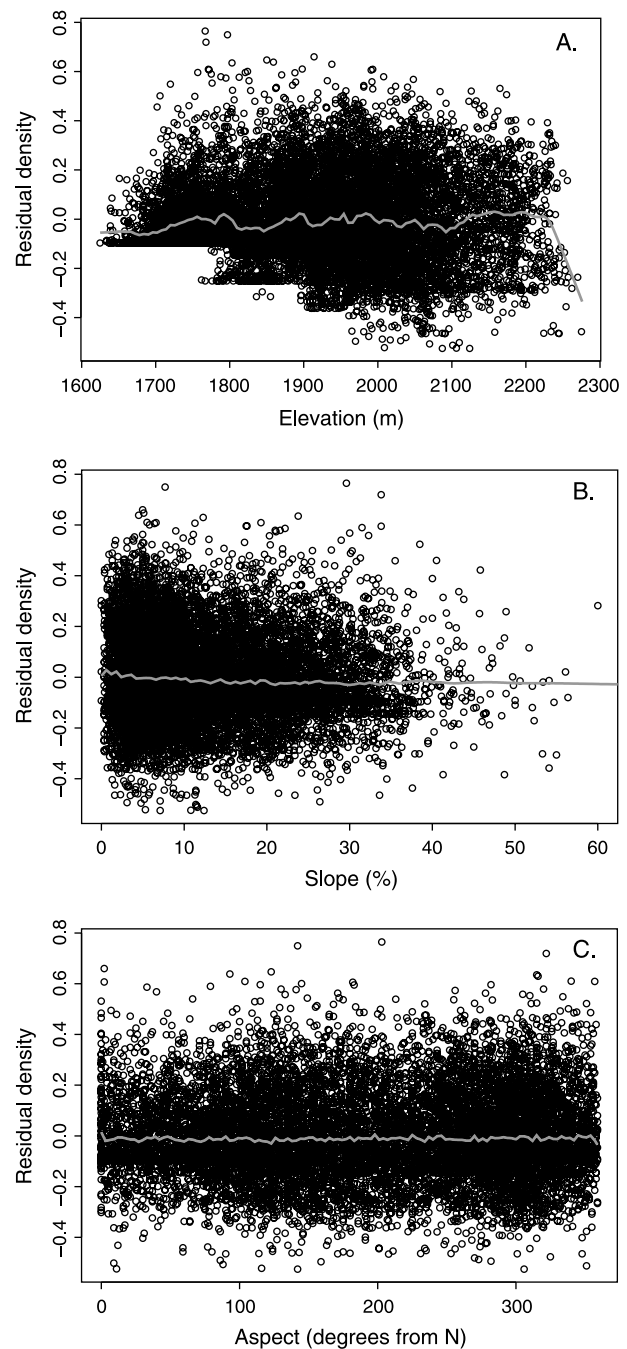 A.
Residual density
0.8
0.6
0.4
0.2
0.0
−0.2
−0.4
1600 1700 1800 1900 2000 2100 2200 2300
Elevation (m)
B.
Residual density
0.8
0.6
0.4
0.2
0.0
−0.2
−0.4
0 10 20 30 40 50 60
Slope (%)
C.
Residual density
0.8
0.6
0.4
0.2
0.0
−0.2
−0.4
0 100 200 300
Aspect (degrees from N)